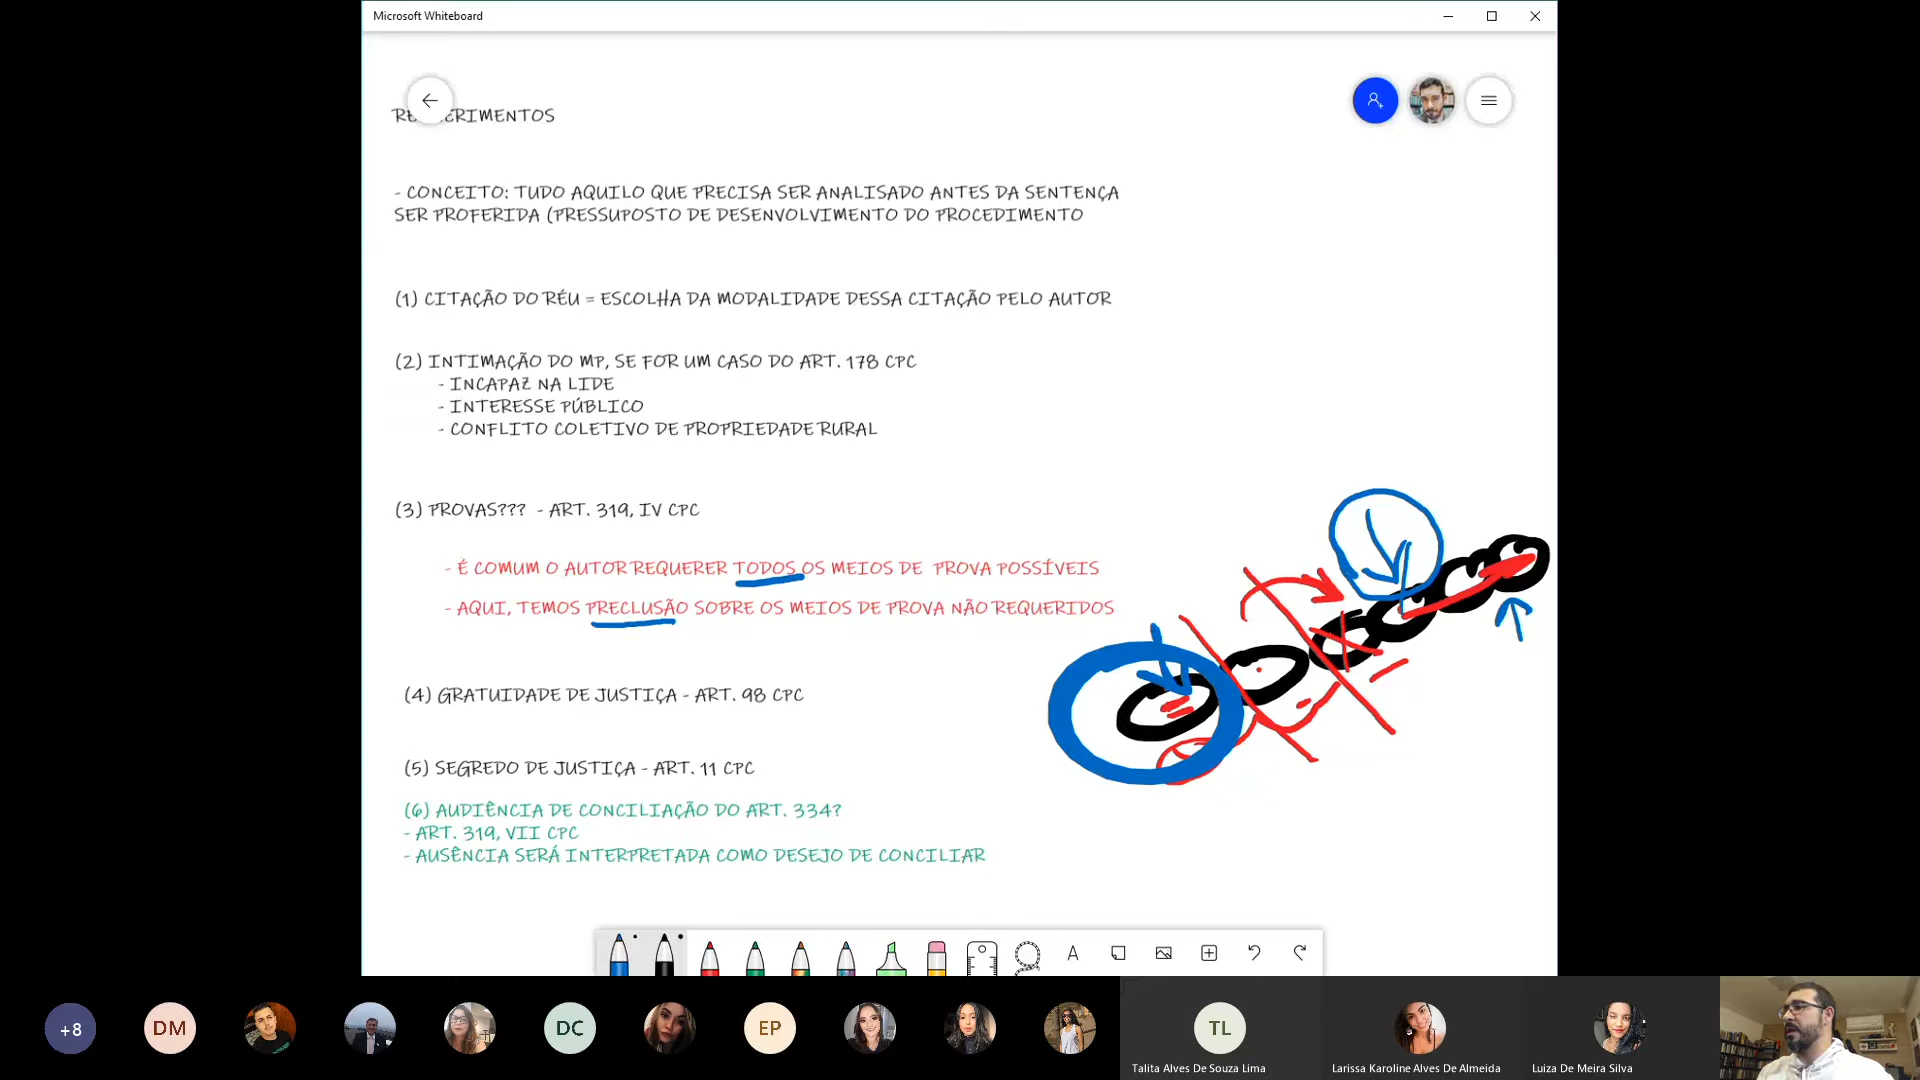 Microsoft Whiteboard
REQUERIMENTOS
- CONCEITO: TUDO AQUILO QUE PRECISA SER ANALISADO ANTES DA SENTENÇA
SER PROFERIDA (PRESSUPOSTO DE DESENVOLVIMENTO DO PROCEDIMENTO
(1) CITAÇÃO DO RÉU = ESCOLHA DA MODALIDADE DESSA CITAÇÃO PELO AUTOR
(2) INTIMAÇÃO DO MP, SE FOR UM CASO DO ART. 178 CPC
- INCAPAZ NA LIDE
- INTERESSE PÚBLICO
- CONFLITO COLETIVO DE PROPRIEDADE RURAL
(3) PROVAS??? - ART. 319, IV CPC
- É COMUM O AUTOR REQUERER TODOS OS MEIOS DE PROVA POSSÍVEIS
- AQUI, TEMOS PRECLUSÃO SOBRE OS MEIOS DE PROVA NÃO REQUERIDOS
(4) GRATUIDADE DE JUSTIÇA - ART. 98 CPC
(5) SEGREDO DE JUSTIÇA - ART. 11 CPC
(6) AUDIÊNCIA DE CONCILIAÇÃO DO ART. 334?
- ART. 319, VII CPC
- AUSÊNCIA SERÁ INTERPRETADA COMO DESEJO DE CONCILIAR
A
+8
DM
DC
EP
TL
Talita Alves De Souza Lima
Larissa Karoline Alves De Almeida
Luiza De Meira Silva